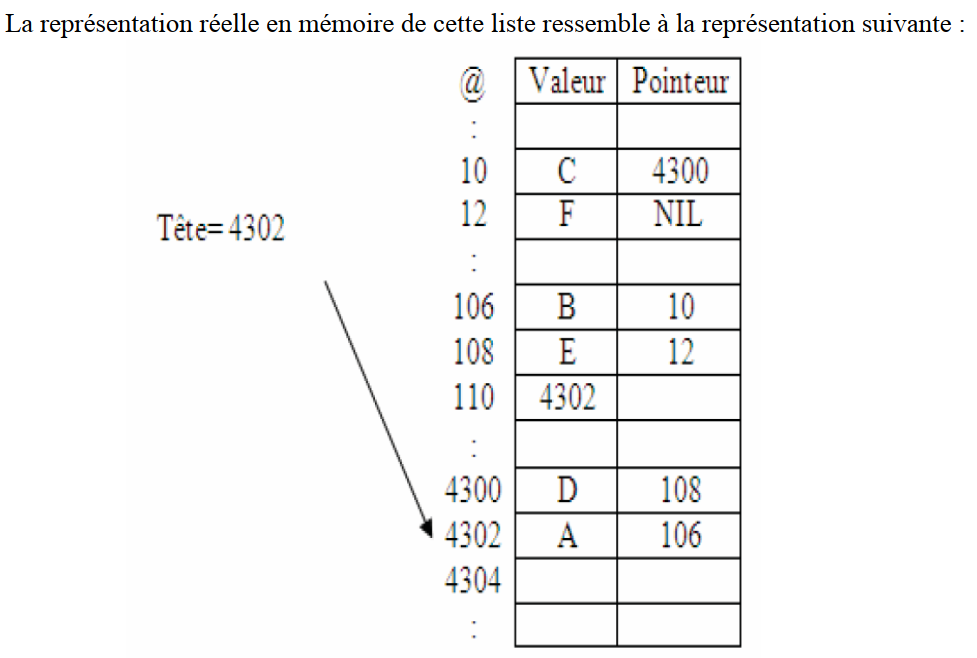 La représentation réelle en mémoire de cette liste ressemble à la représentation suivante :
@ Valeur Pointeur
:
10 C 4300
12 F NIL
Tête= 4302
:
106 B 10
108 E 12
110 4302
:
4300 D 108
4302 A 106
4304
: